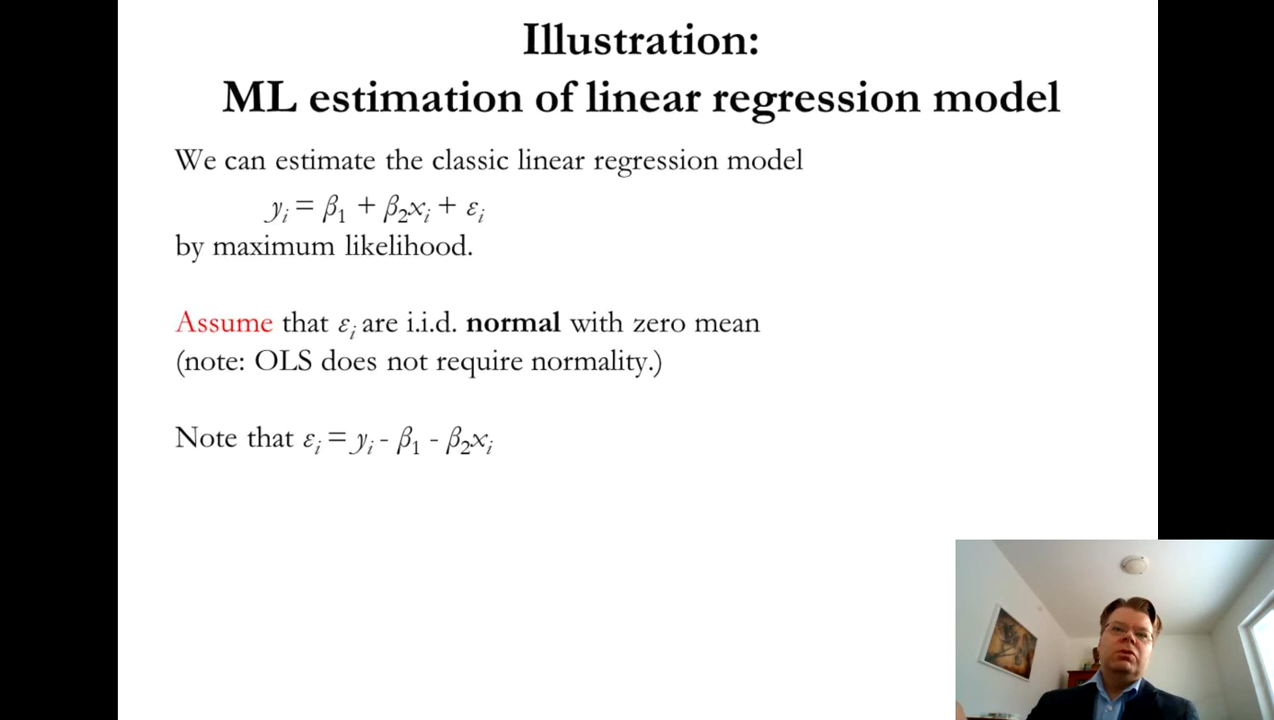 Illustration:
ML estimation of linear regression model
We can estimate the classic linear regression model
yᵢ = β₁ + β₂xᵢ + εᵢ
by maximum likelihood.
Assume that εᵢ are i.i.d. normal with zero mean
(note: OLS does not require normality.)
Note that εᵢ = yᵢ - β₁ - β₂xᵢ